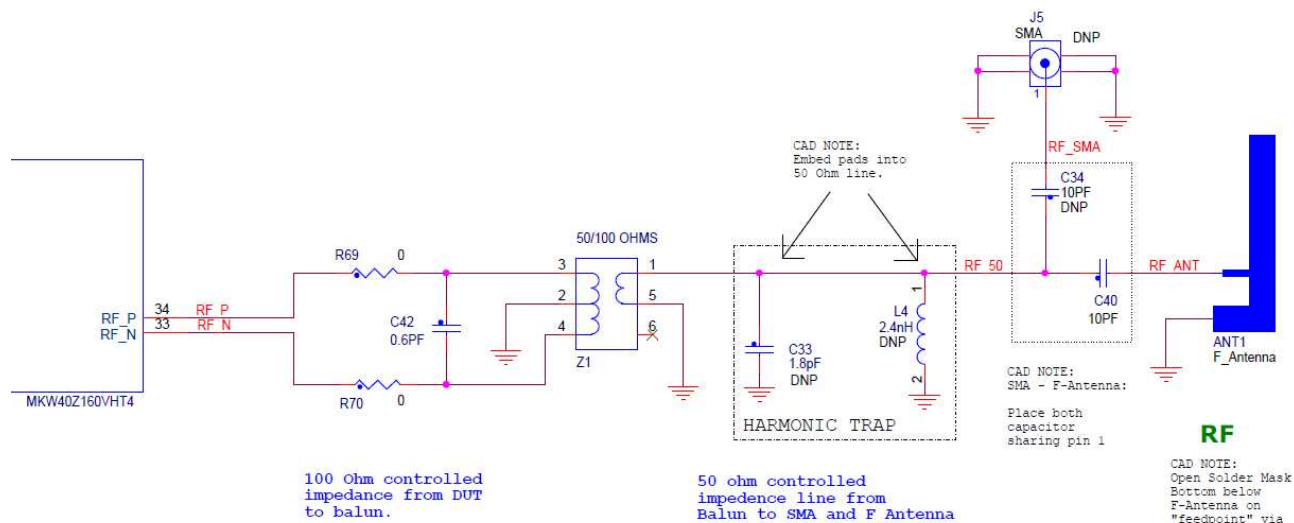 J5
SMA
DNP
1
RF_SMA
CAD NOTE:
Embed pads into
50 Ohm line.
C34
10PF
DNP
50/100 OHMS
R69
0
3
1
RF_50
RF_ANT
34
RF_P
RF_P
33
RF_N
RF_N
2
5
C42
0.6PF
4
6
Z1
C40
10PF
1
L4
2.4nH
DNP
2
C33
1.8pF
DNP
ANT1
F_Antenna
MKW40Z160VHT4
R70
0
HARMONIC TRAP
CAD NOTE:
SMA - F-Antenna:
Place both
capacitor
sharing pin 1
RF
CAD NOTE:
Open Solder Mask
Bottom below
F-Antenna on
"feedpoint" via
100 Ohm controlled
impedance from DUT
to balun.
50 ohm controlled
impedence line from
Balun to SMA and F Antenna